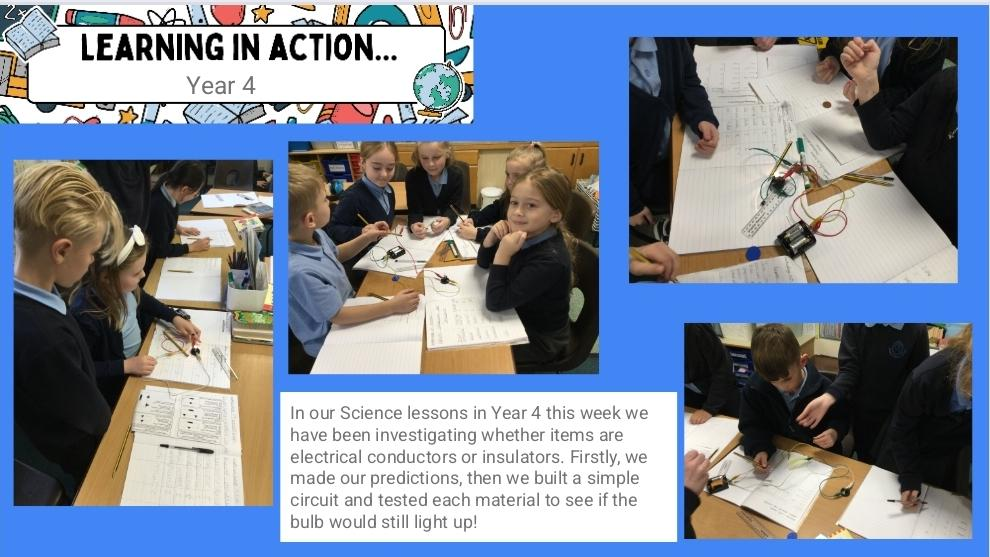 LEARNING IN ACTION...
Year 4
In our Science lessons in Year 4 this week we
have been investigating whether items are
electrical conductors or insulators. Firstly, we
made our predictions, then we built a simple
circuit and tested each material to see if the
bulb would still light up!